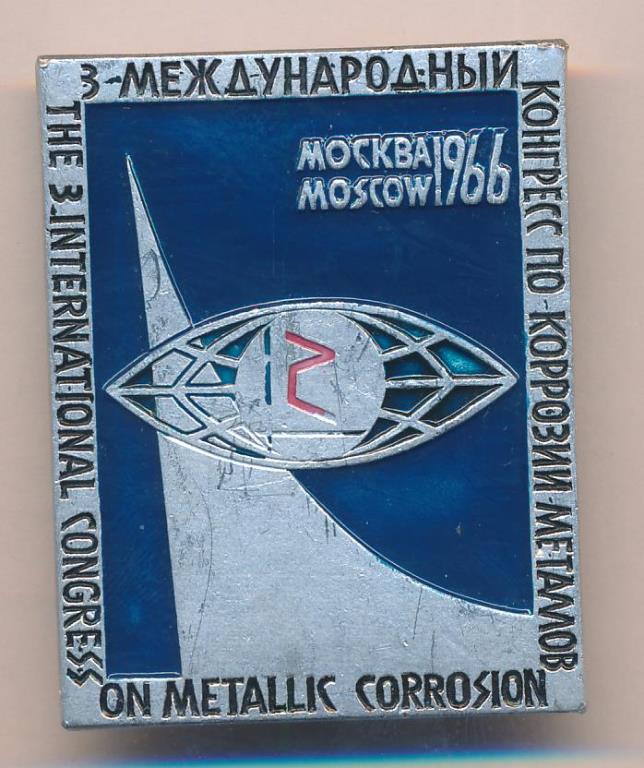 3-МЕЖДУНАРОДНЫЙ
КОНГРЕСС ПО КОРРОЗИИ МЕТАЛЛОВ
THE 3 INTERNATIONAL CONGRESS
ON METALLIC CORROSION
МОСКВА 1966
MOSCOW